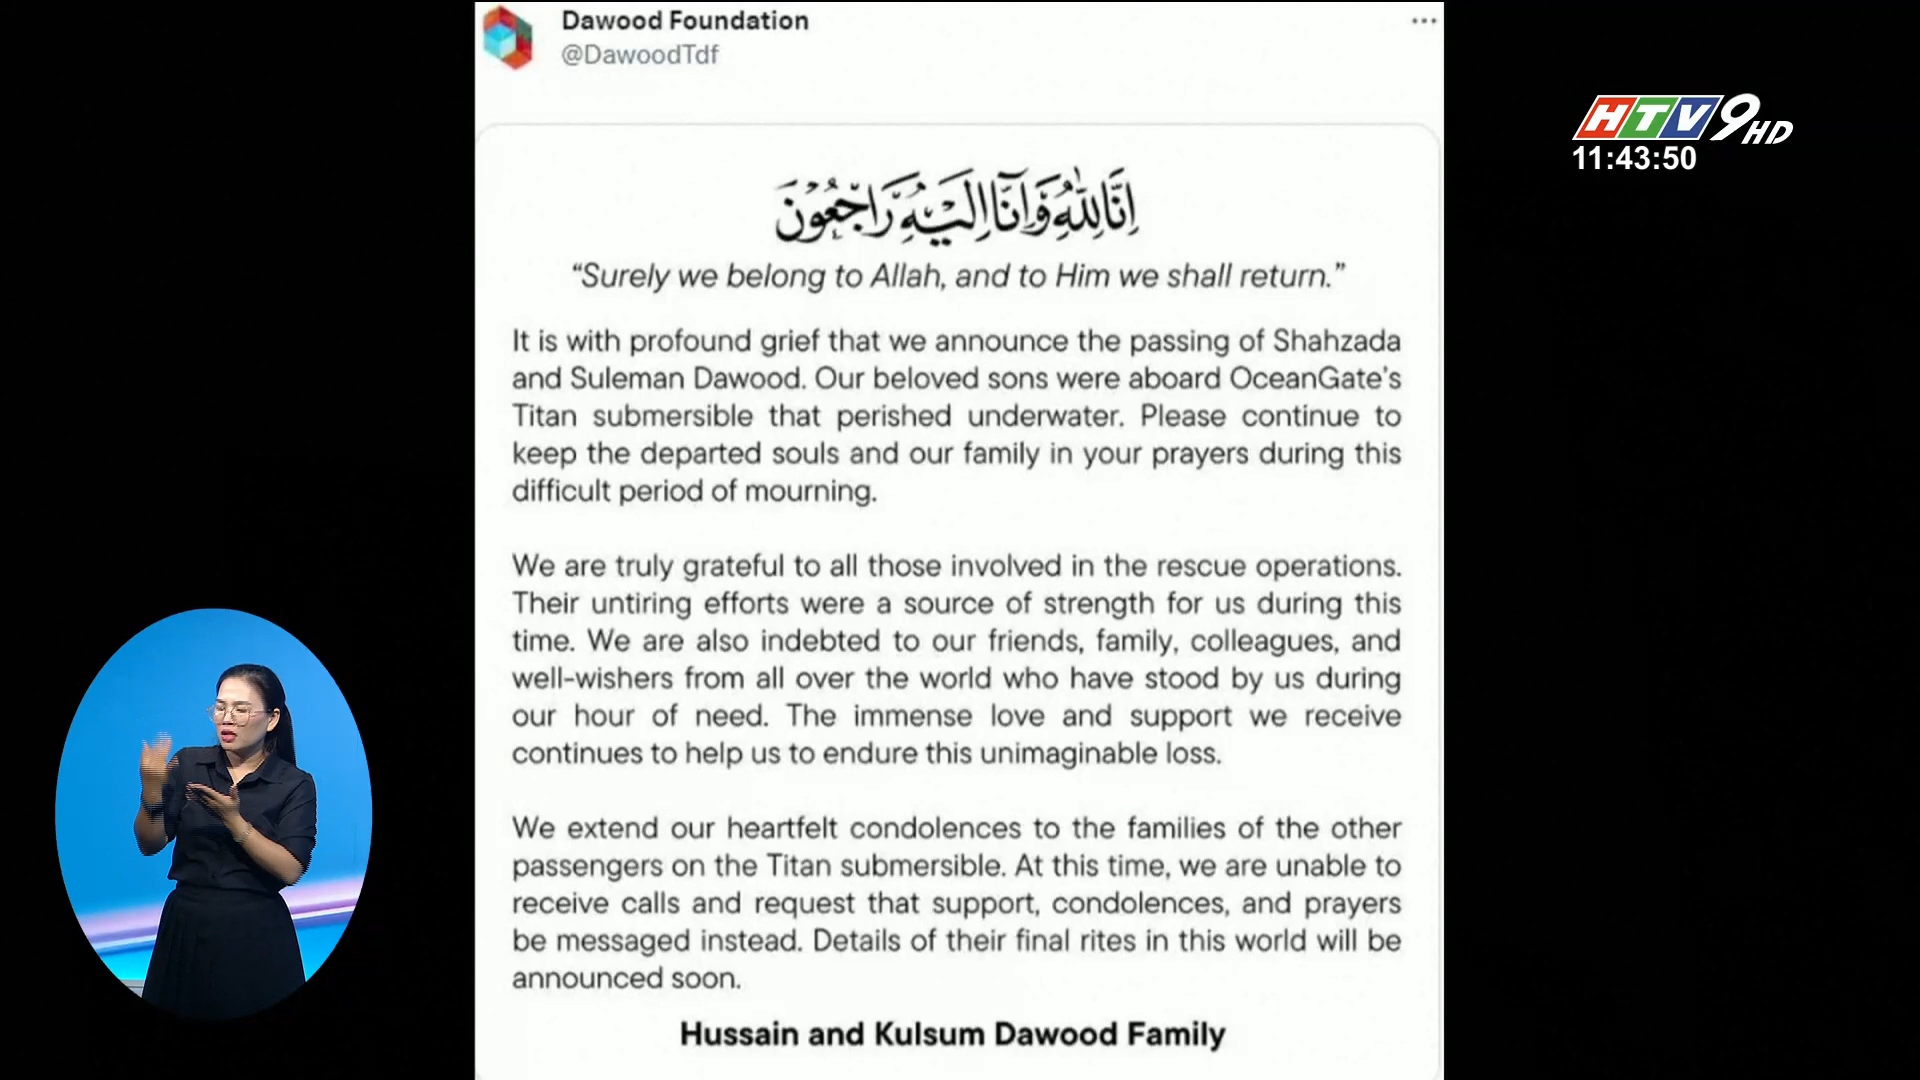 Dawood Foundation
@DawoodTdf
HTV9HD
11:43:50
اِنَّا لِلّٰهِ وَاِنَّآ اِلَيْهِ رَاجِعُوْنَ
“Surely we belong to Allah, and to Him we shall return.”
It is with profound grief that we announce the passing of Shahzada
and Suleman Dawood. Our beloved sons were aboard OceanGate’s
Titan submersible that perished underwater. Please continue to
keep the departed souls and our family in your prayers during this
difficult period of mourning.
We are truly grateful to all those involved in the rescue operations.
Their untiring efforts were a source of strength for us during this
time. We are also indebted to our friends, family, colleagues, and
well-wishers from all over the world who have stood by us during
our hour of need. The immense love and support we receive
continues to help us to endure this unimaginable loss.
We extend our heartfelt condolences to the families of the other
passengers on the Titan submersible. At this time, we are unable to
receive calls and request that support, condolences, and prayers
be messaged instead. Details of their final rites in this world will be
announced soon.
Hussain and Kulsum Dawood Family